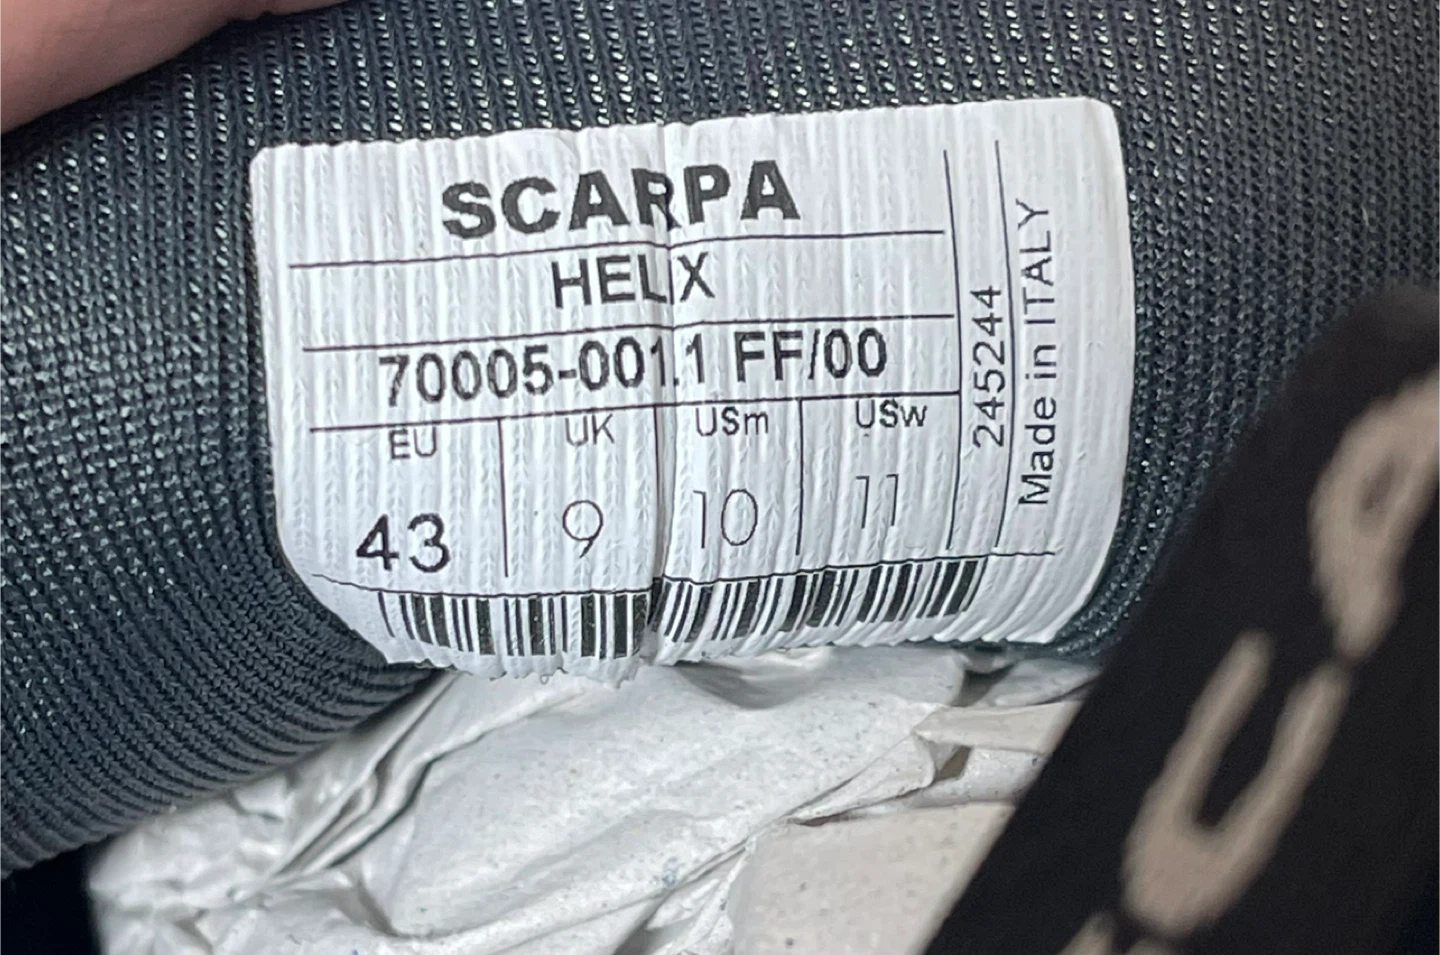 SCARPA
HELIX
70005-001.1 FF/00
EU UK USm USw
43 9 10 11
245244
Made in ITALY